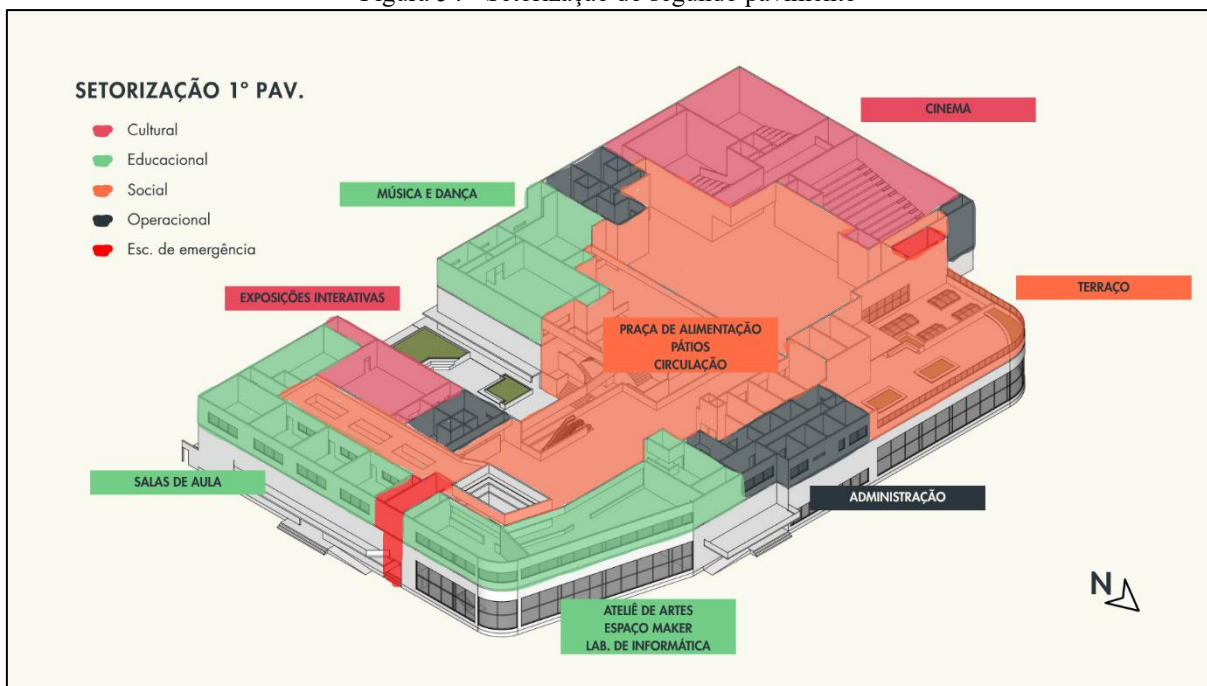 SETORIZAÇÃO 1º PAV.
Cultural
Educacional
Social
Operacional
Esc. de emergência
CINEMA
MÚSICA E DANÇA
EXPOSIÇÕES INTERATIVAS
TERRAÇO
PRAÇA DE ALIMENTAÇÃO
PÁTIOS
CIRCULAÇÃO
SALAS DE AULA
ADMINISTRAÇÃO
ATELIÊ DE ARTES
ESPAÇO MAKER
LAB. DE INFORMÁTICA
N